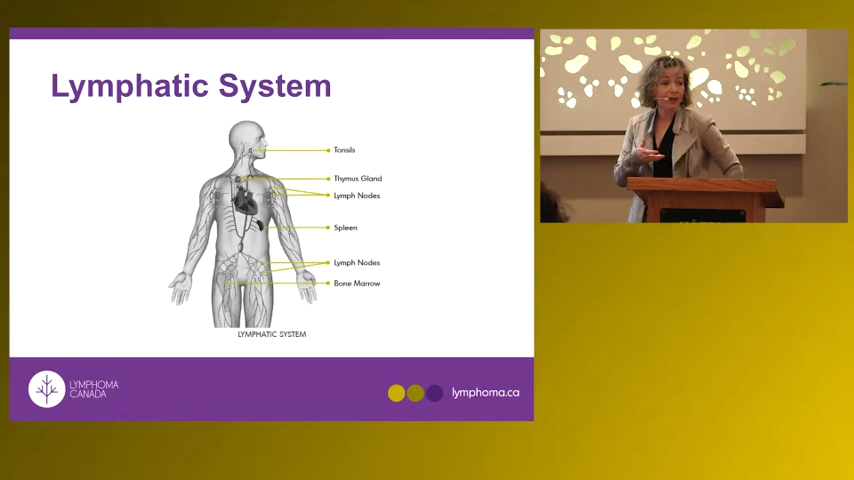 Lymphatic System
Tonsils
Thymus Gland
Lymph Nodes
Spleen
Lymph Nodes
Bone Marrow
LYMPHATIC SYSTEM
LYMPHOMA
CANADA
lymphoma.ca